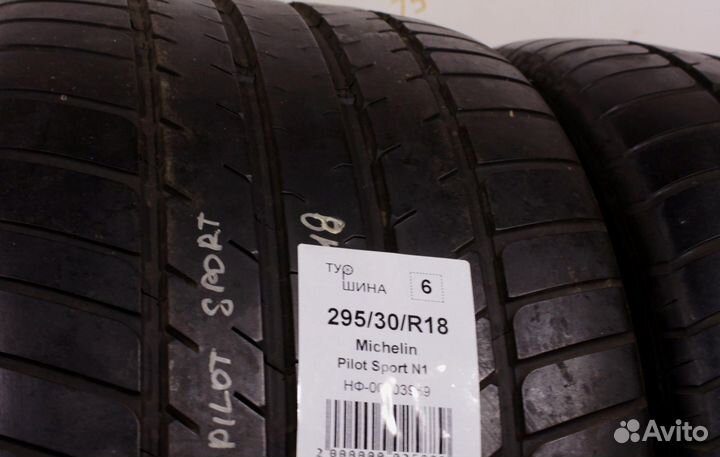 PILOT SPORT
18
ТУР
ШИНА
6
295/30/R18
Michelin
Pilot Sport N1
Avito